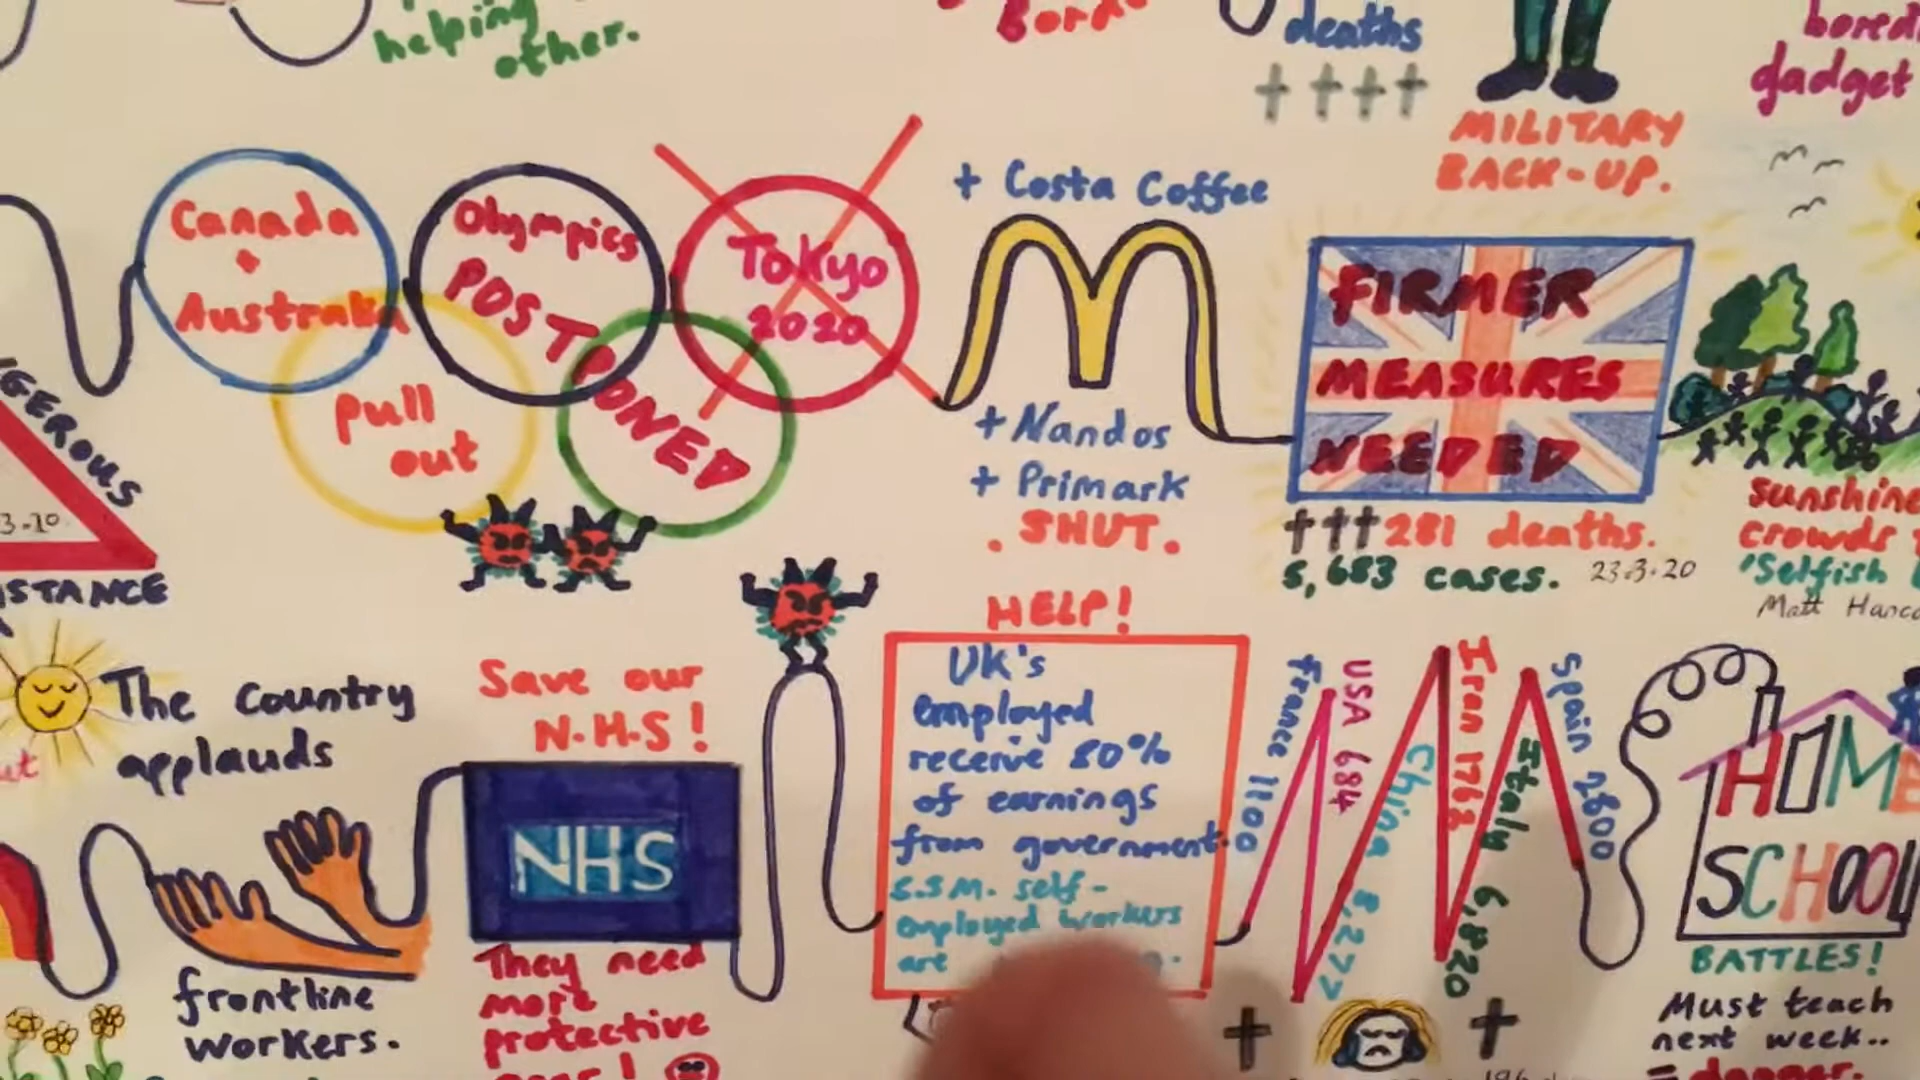 helping
other.
deaths
gadget
MILITARY
BACK-UP.
Canada
+
Australia
pull
out
Olympics
POSTPONED
Tokyo
2020
+ Costa Coffee
+ Nandos
+ Primark
. SHUT.
FIRMER
MEASURES
NEEDED
281 deaths.
5,683 cases. 23.3.20
sunshine
crowds
'Selfish
Matt
The country
applauds
frontline
workers.
Save our
N.H.S!
NHS
They need
more
protective
HELP!
UK's
employed
receive 80%
of earnings
from government.
S.S.M. self-
employed workers
are
France 1100
USA 684
China 3,277
Iran 1762
Italy 6,820
Spain 2800
HOME
SCHOOL
BATTLES!
Must teach
next week..
= danger.